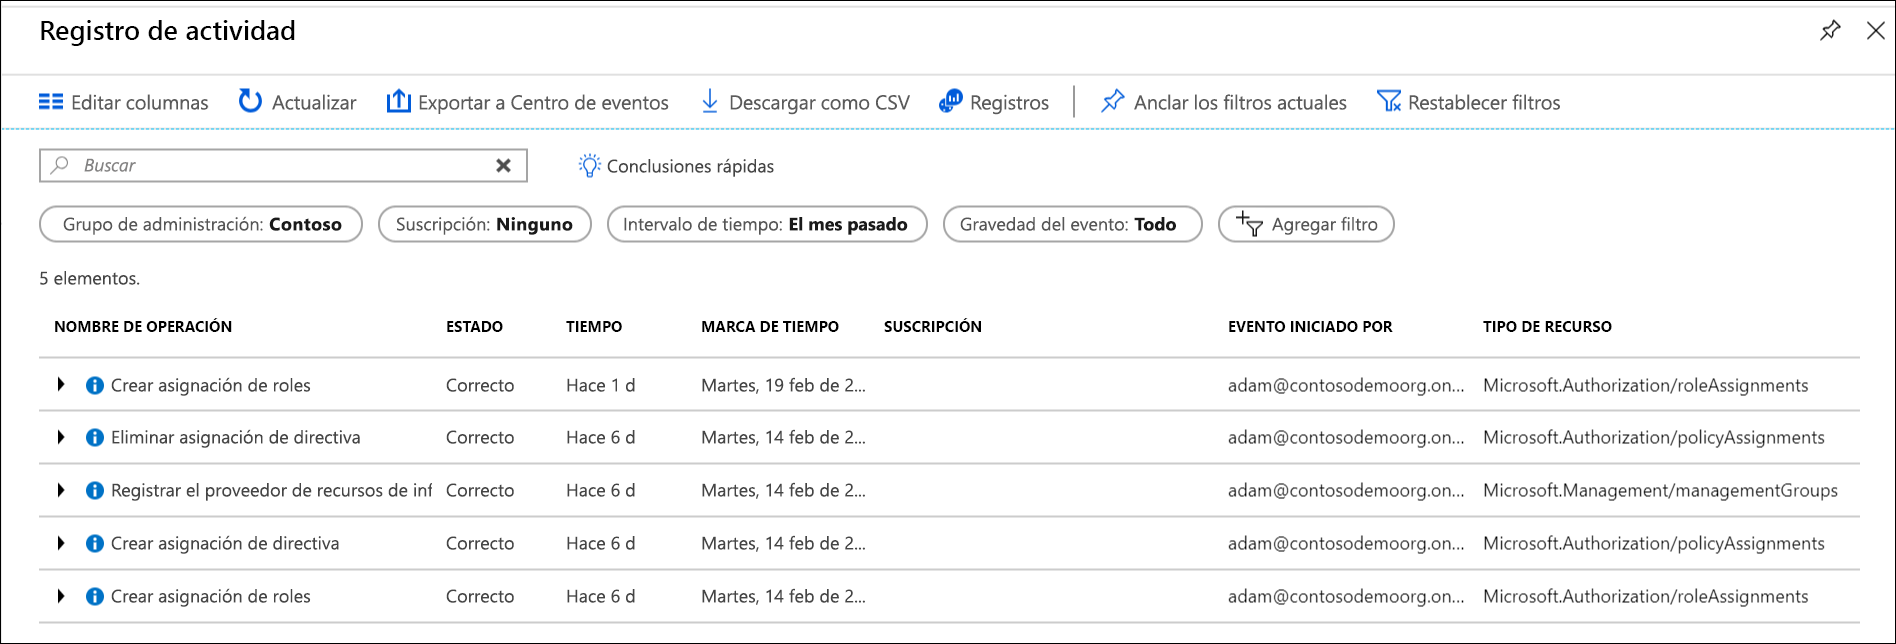 Registro de actividad
Editar columnas Actualizar Exportar a Centro de eventos Descargar como CSV Registros Anclar los filtros actuales Restablecer filtros
Buscar Conclusiones rápidas
Grupo de administración: Contoso Suscripción: Ninguno Intervalo de tiempo: El mes pasado Gravedad del evento: Todo Agregar filtro
5 elementos.
NOMBRE DE OPERACIÓN ESTADO TIEMPO MARCA DE TIEMPO SUSCRIPCIÓN EVENTO INICIADO POR TIPO DE RECURSO
Crear asignación de roles Correcto Hace 1 d Martes, 19 feb de 2... adam@contosodemoorg.on... Microsoft.Authorization/roleAssignments
Eliminar asignación de directiva Correcto Hace 6 d Martes, 14 feb de 2... adam@contosodemoorg.on... Microsoft.Authorization/policyAssignments
Registrar el proveedor de recursos de inf Correcto Hace 6 d Martes, 14 feb de 2... adam@contosodemoorg.on... Microsoft.Management/managementGroups
Crear asignación de directiva Correcto Hace 6 d Martes, 14 feb de 2... adam@contosodemoorg.on... Microsoft.Authorization/policyAssignments
Crear asignación de roles Correcto Hace 6 d Martes, 14 feb de 2... adam@contosodemoorg.on... Microsoft.Authorization/roleAssignments